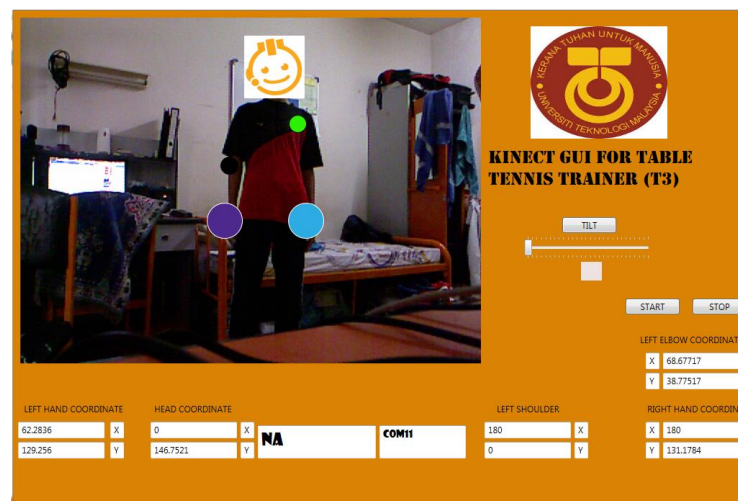 KERANA TUHAN UNTUK MANUSIA
UNIVERSITI TEKNOLOGI MALAYSIA
KINECT GUI FOR TABLE
TENNIS TRAINER (T3)
TILT
START STOP
LEFT ELBOW COORDINAT
X 68.67717
Y 38.77517
LEFT HAND COORDINATE
62.2836 X
129.256 Y
HEAD COORDINATE
0 X
146.7521 Y
NA
COM11
LEFT SHOULDER
180 X
0 Y
RIGHT HAND COORDIN
X 180
Y 131.1784